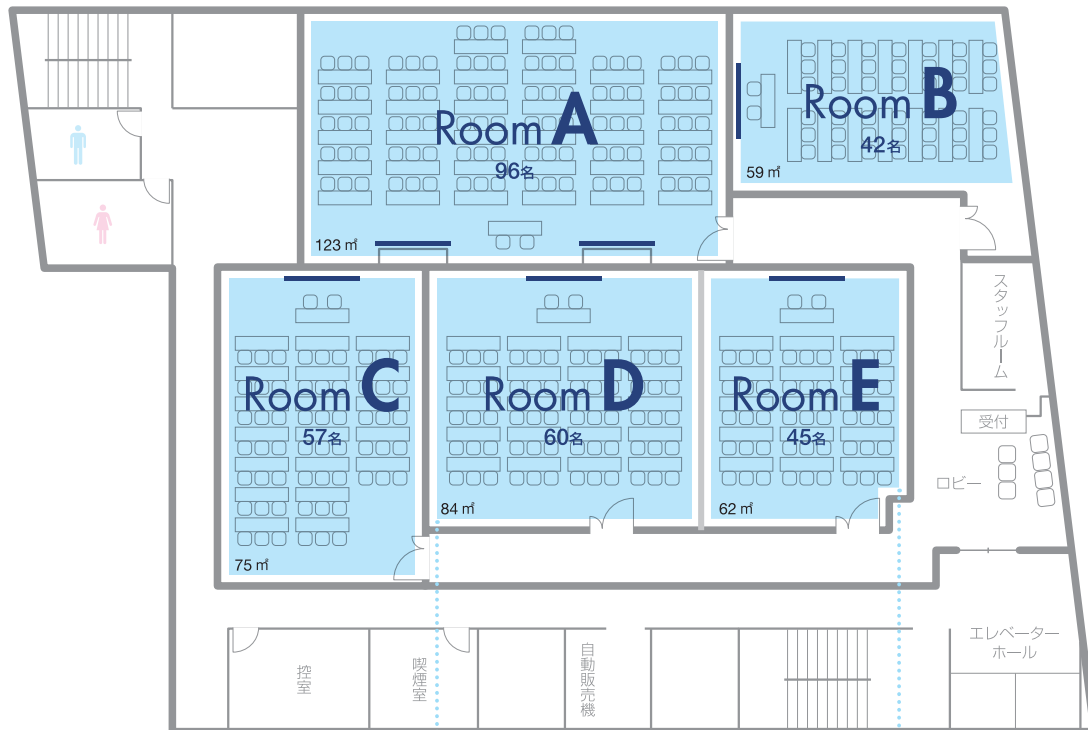 Room A
96名
123㎡
Room B
42名
59㎡
Room C
57名
75㎡
Room D
60名
84㎡
Room E
45名
62㎡
スタッフルーム
受付
ロビー
エレベーター
ホール
控室
喫煙室
自動販売機